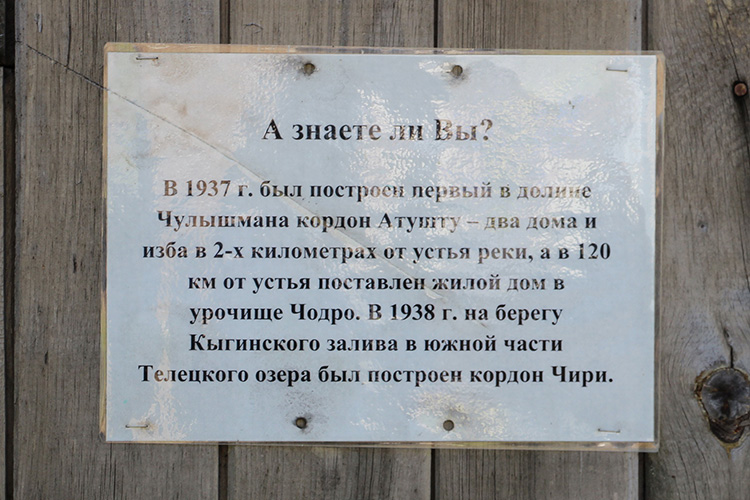 А знаете ли Вы?
В 1937 г. был построен первый в долине
Чулышмана кордон Атушту – два дома и
изба в 2-х километрах от устья реки, а в 120
км от устья поставлен жилой дом в
урочище Чодро. В 1938 г. на берегу
Кыгинского залива в южной части
Телецкого озера был построен кордон Чири.